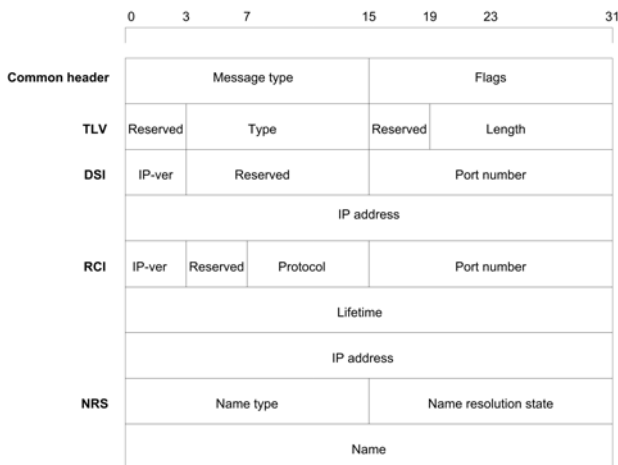 0 3 7 15 19 23 31
Common header Message type Flags
TLV Reserved Type Reserved Length
DSI IP-ver Reserved Port number
IP address
RCI IP-ver Reserved Protocol Port number
Lifetime
IP address
NRS Name type Name resolution state
Name